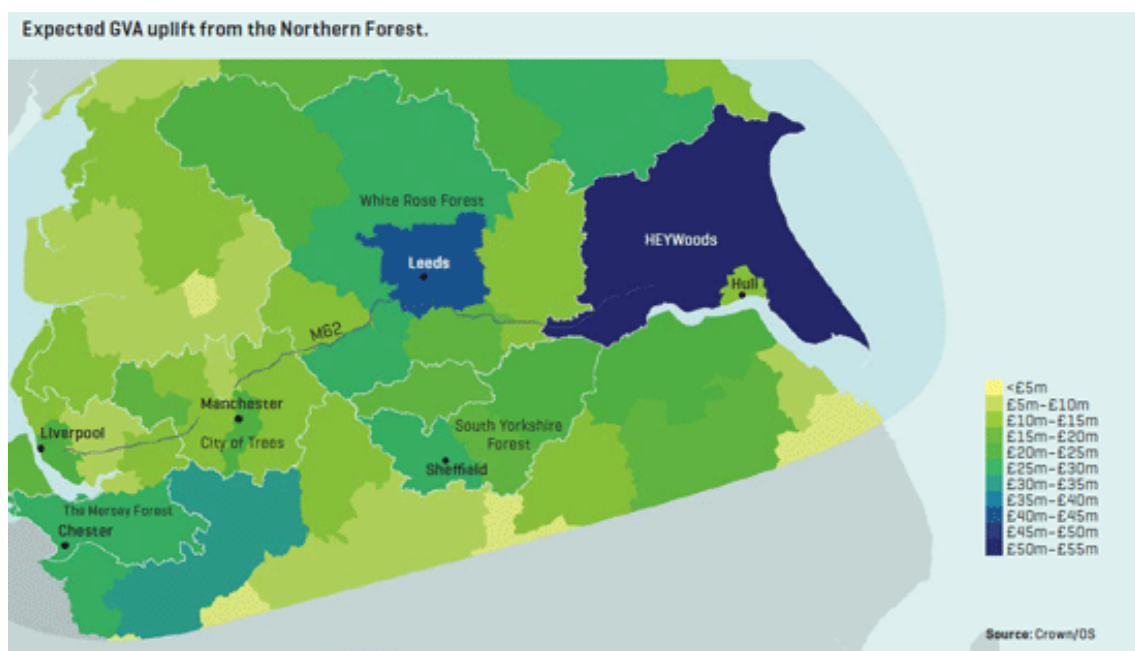 Expected GVA uplift from the Northern Forest.
White Rose Forest
Leeds
HEYWoods
Hull
M62
Manchester
City of Trees
Liverpool
South Yorkshire
Forest
Sheffield
The Mersey Forest
Chester
<£5m
£5m-£10m
£10m-£15m
£15m-£20m
£20m-£25m
£25m-£30m
£30m-£35m
£35m-£40m
£40m-£45m
£45m-£50m
£50m-£55m
Source: Crown/OS